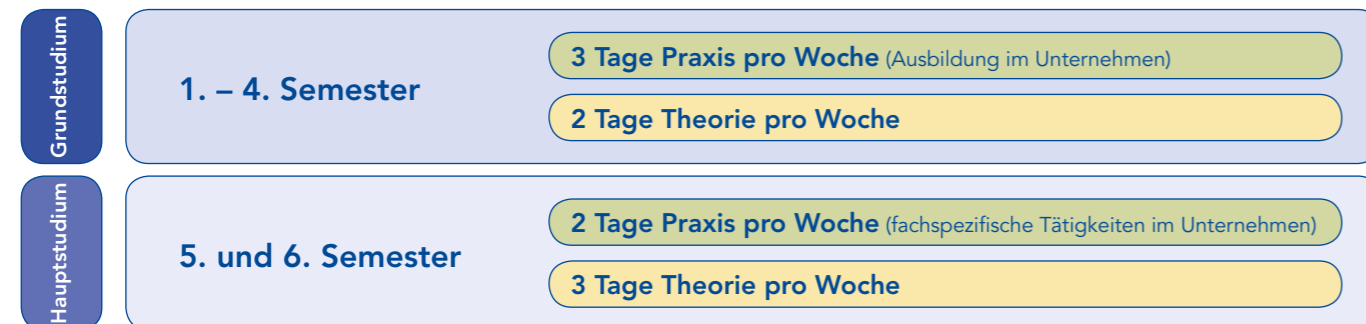 Grundstudium
1. – 4. Semester
3 Tage Praxis pro Woche (Ausbildung im Unternehmen)
2 Tage Theorie pro Woche
Hauptstudium
5. und 6. Semester
2 Tage Praxis pro Woche (fachspezifische Tätigkeiten im Unternehmen)
3 Tage Theorie pro Woche